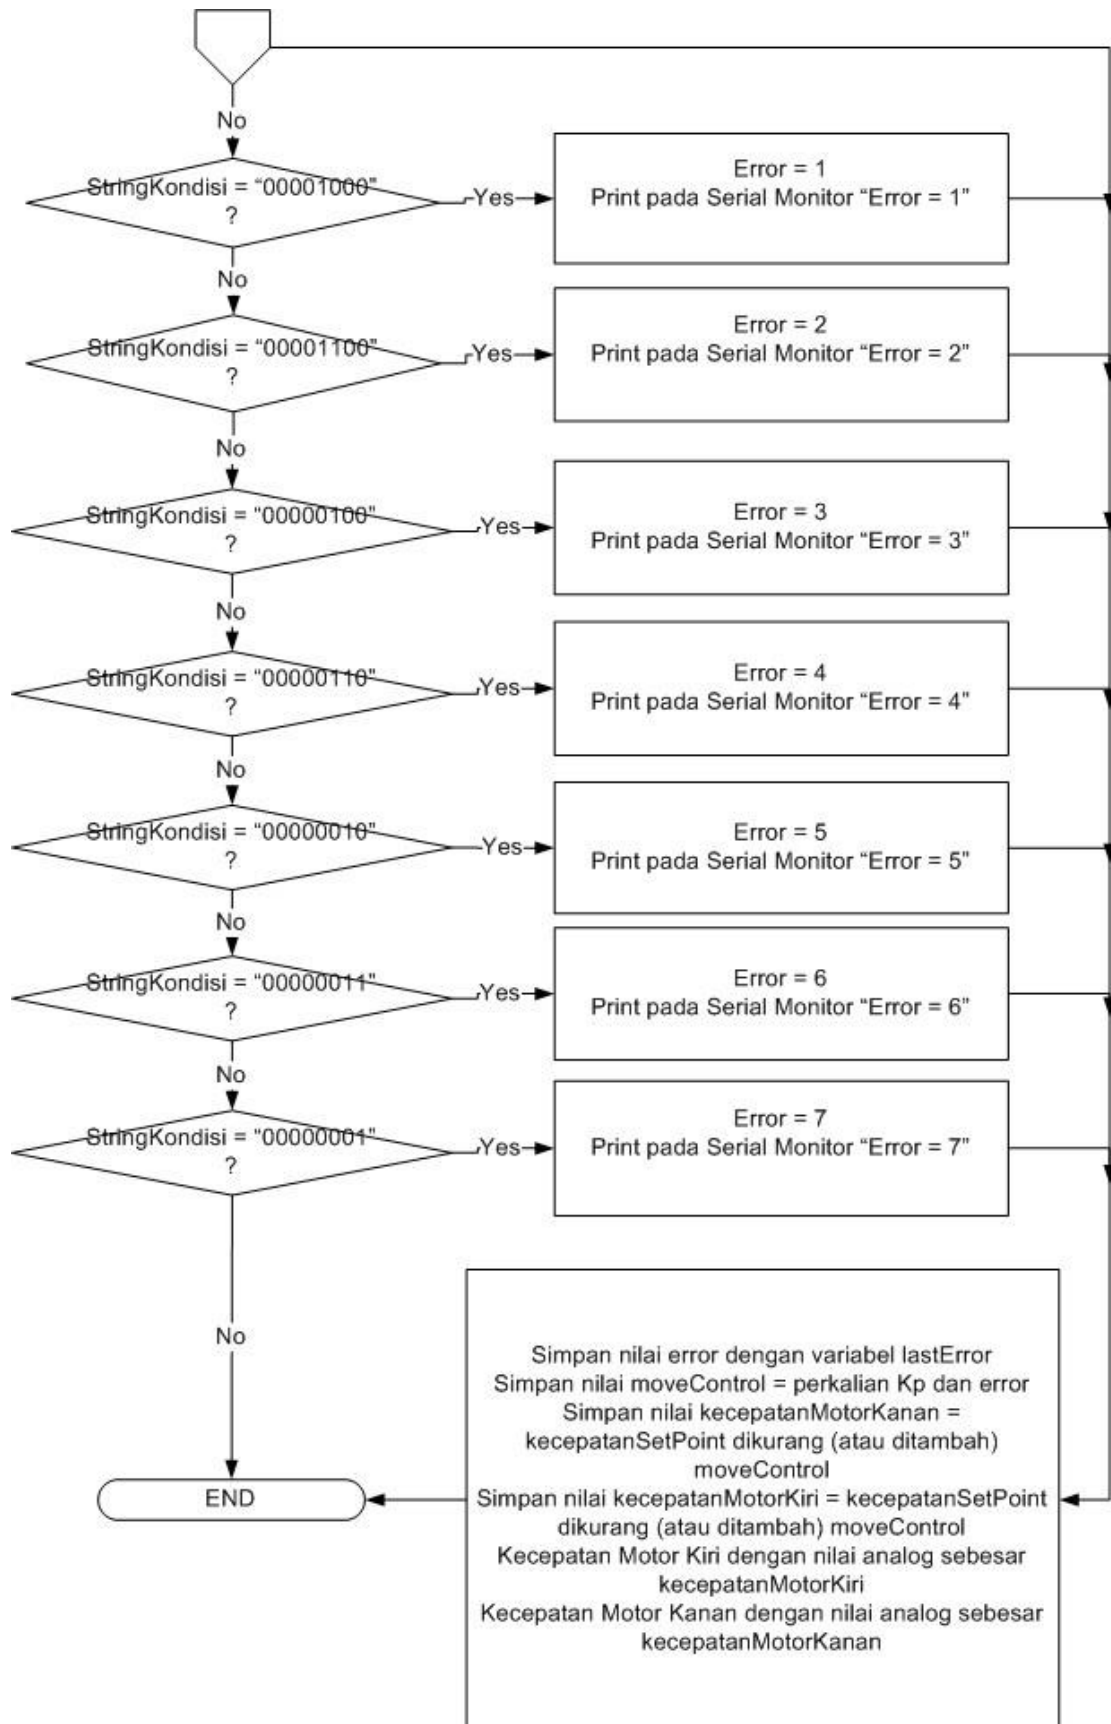 No
StringKondisi = “00001000”
?
Yes
Error = 1
Print pada Serial Monitor “Error = 1”
No
StringKondisi = “00001100”
?
Yes
Error = 2
Print pada Serial Monitor “Error = 2”
No
StringKondisi = “00000100”
?
Yes
Error = 3
Print pada Serial Monitor “Error = 3”
No
StringKondisi = “00000110”
?
Yes
Error = 4
Print pada Serial Monitor “Error = 4”
No
StringKondisi = “00000010”
?
Yes
Error = 5
Print pada Serial Monitor “Error = 5”
No
StringKondisi = “00000011”
?
Yes
Error = 6
Print pada Serial Monitor “Error = 6”
No
StringKondisi = “00000001”
?
Yes
Error = 7
Print pada Serial Monitor “Error = 7”
No
Simpan nilai error dengan variabel lastError
Simpan nilai moveControl = perkalian Kp dan error
Simpan nilai kecepatanMotorKanan =
kecepatanSetPoint dikurang (atau ditambah)
moveControl
Simpan nilai kecepatanMotorKiri = kecepatanSetPoint
dikurang (atau ditambah) moveControl
Kecepatan Motor Kiri dengan nilai analog sebesar
kecepatanMotorKiri
Kecepatan Motor Kanan dengan nilai analog sebesar
kecepatanMotorKanan
END